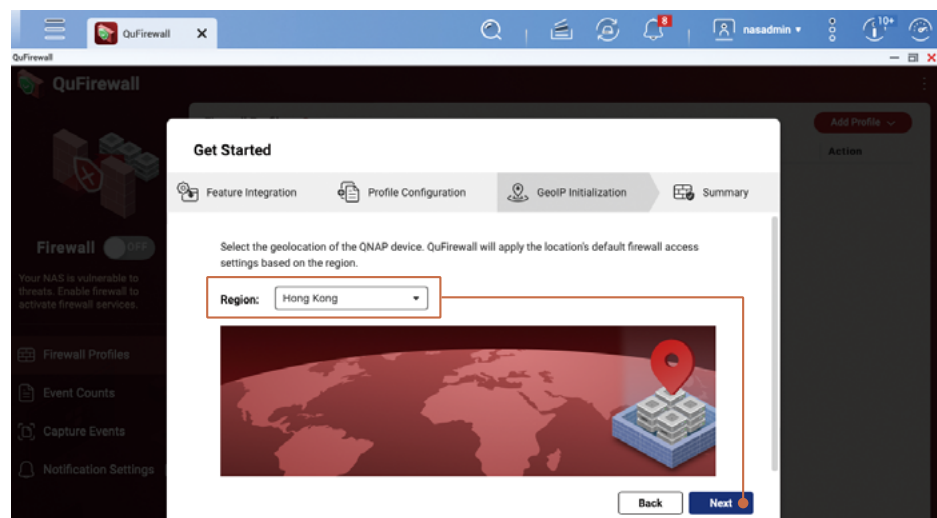 QuFirewall
8
nasadmin
10+
QuFirewall
QuFirewall
Add Profile
Action
Get Started
Feature Integration
Profile Configuration
GeoIP Initialization
Summary
Firewall OFF
Your NAS is vulnerable to
threats. Enable firewall to
activate firewall services.
Select the geolocation of the QNAP device. QuFirewall will apply the location's default firewall access
settings based on the region.
Region: Hong Kong
Firewall Profiles
Event Counts
Capture Events
Notification Settings
Back
Next